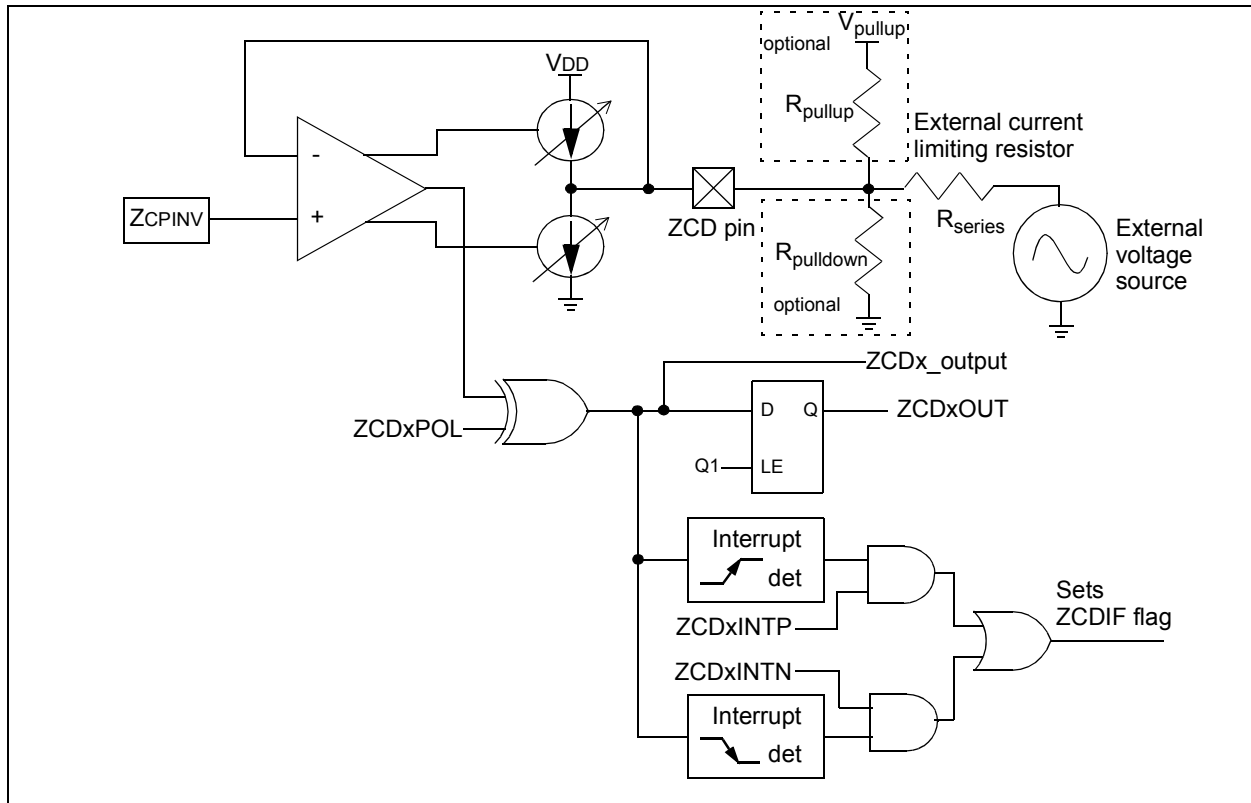 optional
Vpullup
VDD
Rpullup
External current
limiting resistor
-
+
ZCPINV
ZCD pin
Rseries
Rpulldown
optional
External
voltage
source
ZCDx_output
ZCDxPOL
D Q
ZCDxOUT
Q1
LE
Interrupt
det
ZCDxINTP
Sets
ZCDIF flag
ZCDxINTN
Interrupt
det